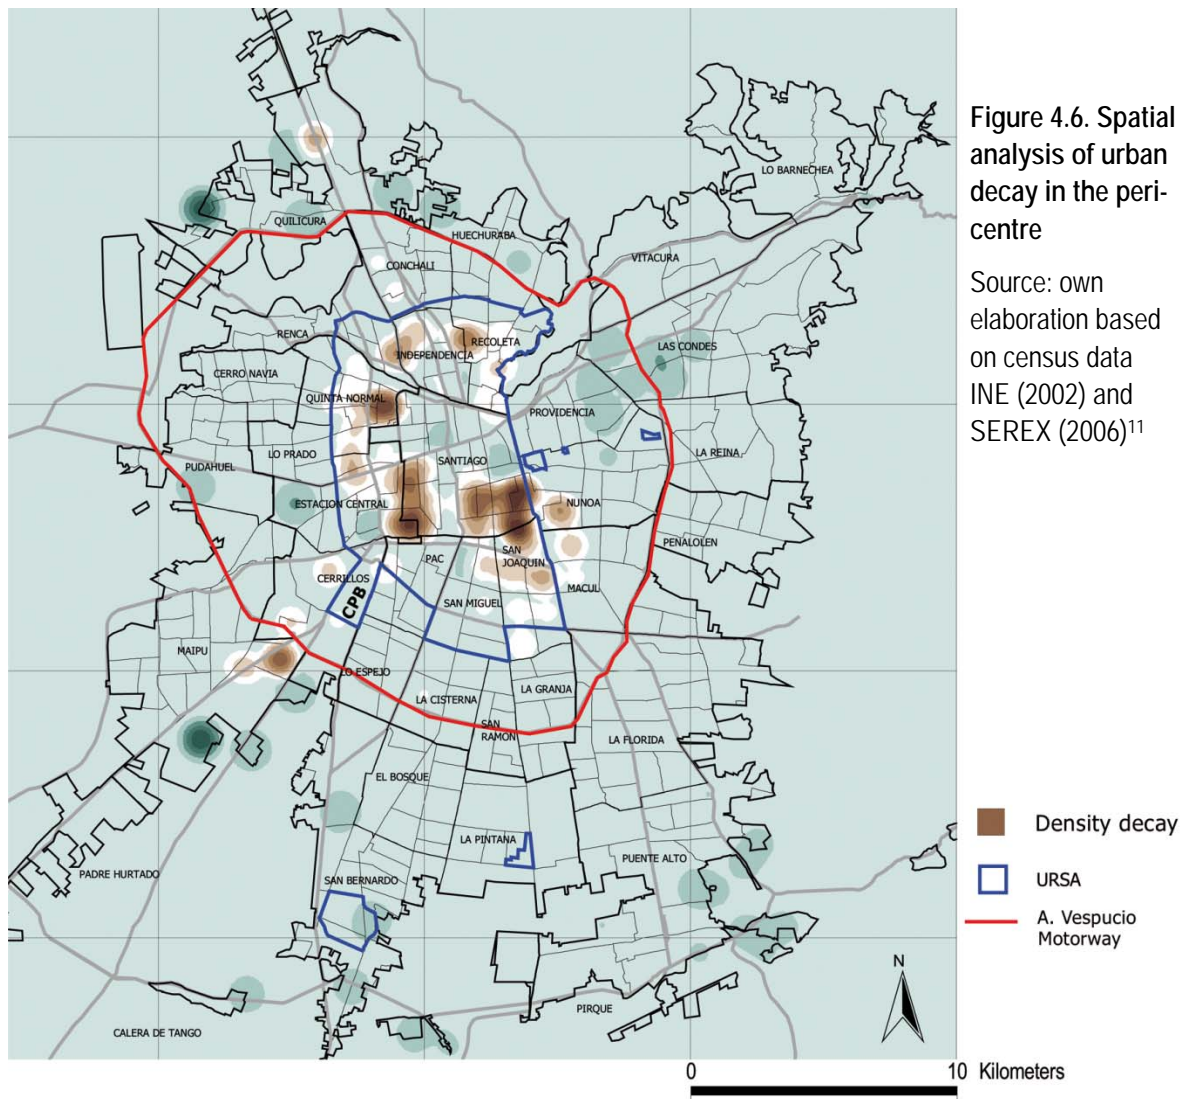 Figure 4.6. Spatial
analysis of urban
decay in the peri-
centre
Source: own
elaboration based
on census data
INE (2002) and
SEREX (2006)11
LO BARNECHEA
QUILICURA
HUECHURABA
VITACURA
CONCHALI
RENCA
RECOLETA
INDEPENDENCIA
LAS CONDES
CERRO NAVIA
QUINTA NORMAL
PROVIDENCIA
LO PRADO
SANTIAGO
LA REINA
PUDAHUEL
ESTACION CENTRAL
NUNOA
PENALOLEN
PAC
SAN
JOAQUIN
CERRILLOS
CPB
MACUL
SAN MIGUEL
MAIPU
LO ESPEJO
LA CISTERNA
LA GRANJA
SAN
RAMON
LA FLORIDA
EL BOSQUE
LA PINTANA
PUENTE ALTO
PADRE HURTADO
SAN BERNARDO
PIRQUE
CALERA DE TANGO
Density decay
URSA
A. Vespucio
Motorway
N
0 10 Kilometers